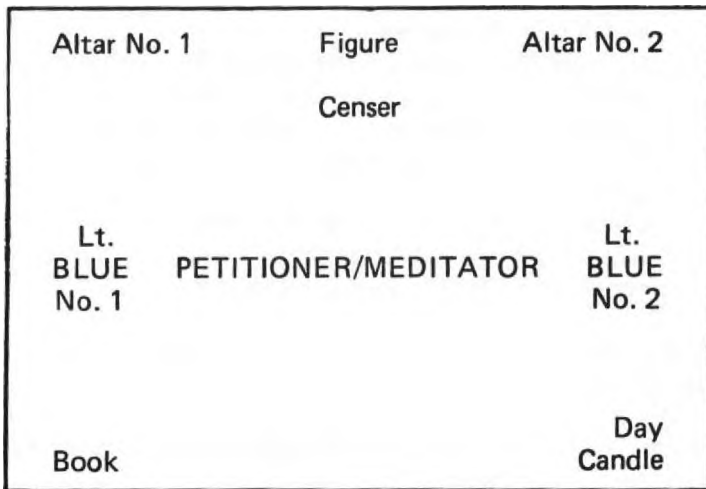 Altar No. 1 Figure Altar No. 2
Censer
Lt. BLUE No. 1
PETITIONER/MEDITATOR
Lt. BLUE No. 2
Book
Day Candle